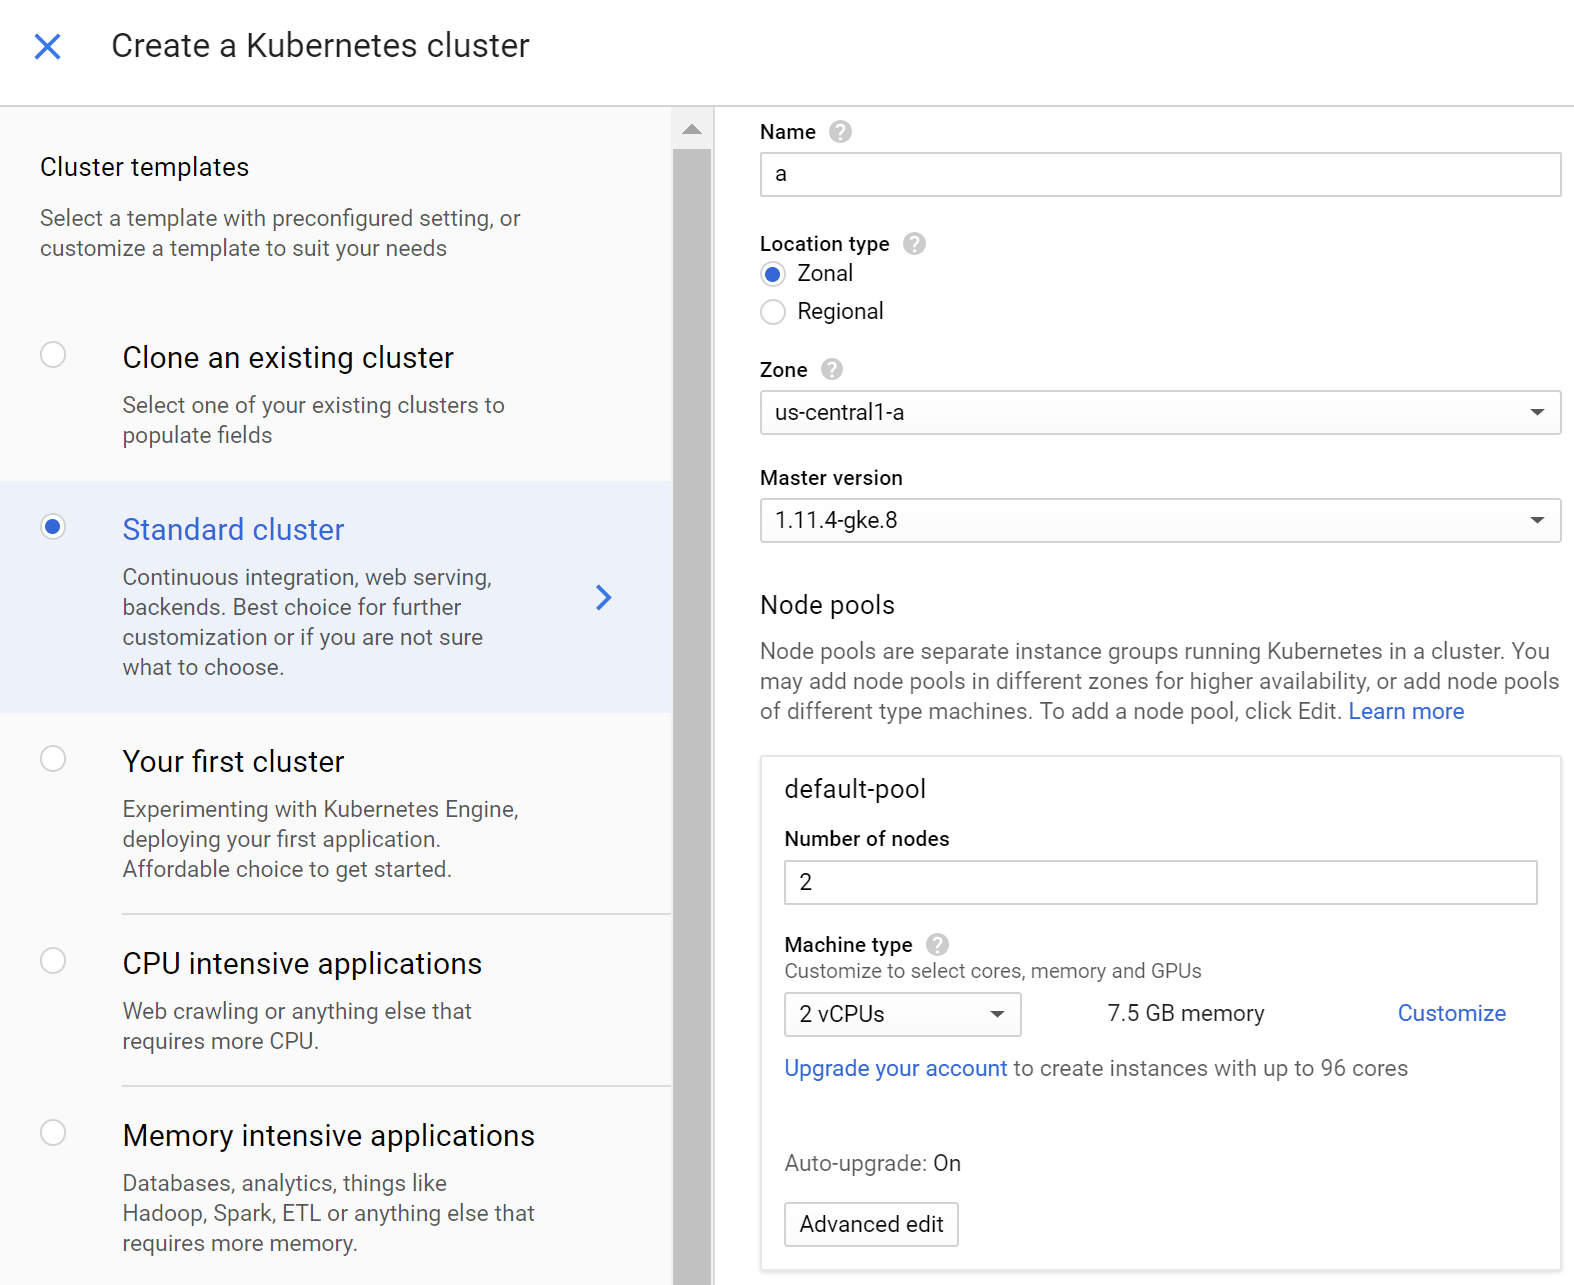 Create a Kubernetes cluster
Cluster templates
Select a template with preconfigured setting, or
customize a template to suit your needs
Clone an existing cluster
Select one of your existing clusters to
populate fields
Standard cluster
Continuous integration, web serving,
backends. Best choice for further
customization or if you are not sure
what to choose.
Your first cluster
Experimenting with Kubernetes Engine,
deploying your first application.
Affordable choice to get started.
CPU intensive applications
Web crawling or anything else that
requires more CPU.
Memory intensive applications
Databases, analytics, things like
Hadoop, Spark, ETL or anything else that
requires more memory.
Name ?
a
Location type ?
Zonal
Regional
Zone ?
us-central1-a
Master version
1.11.4-gke.8
Node pools
Node pools are separate instance groups running Kubernetes in a cluster. You
may add node pools in different zones for higher availability, or add node pools
of different type machines. To add a node pool, click Edit. Learn more
default-pool
Number of nodes
2
Machine type ?
Customize to select cores, memory and GPUs
2 vCPUs 7.5 GB memory Customize
Upgrade your account to create instances with up to 96 cores
Auto-upgrade: On
Advanced edit